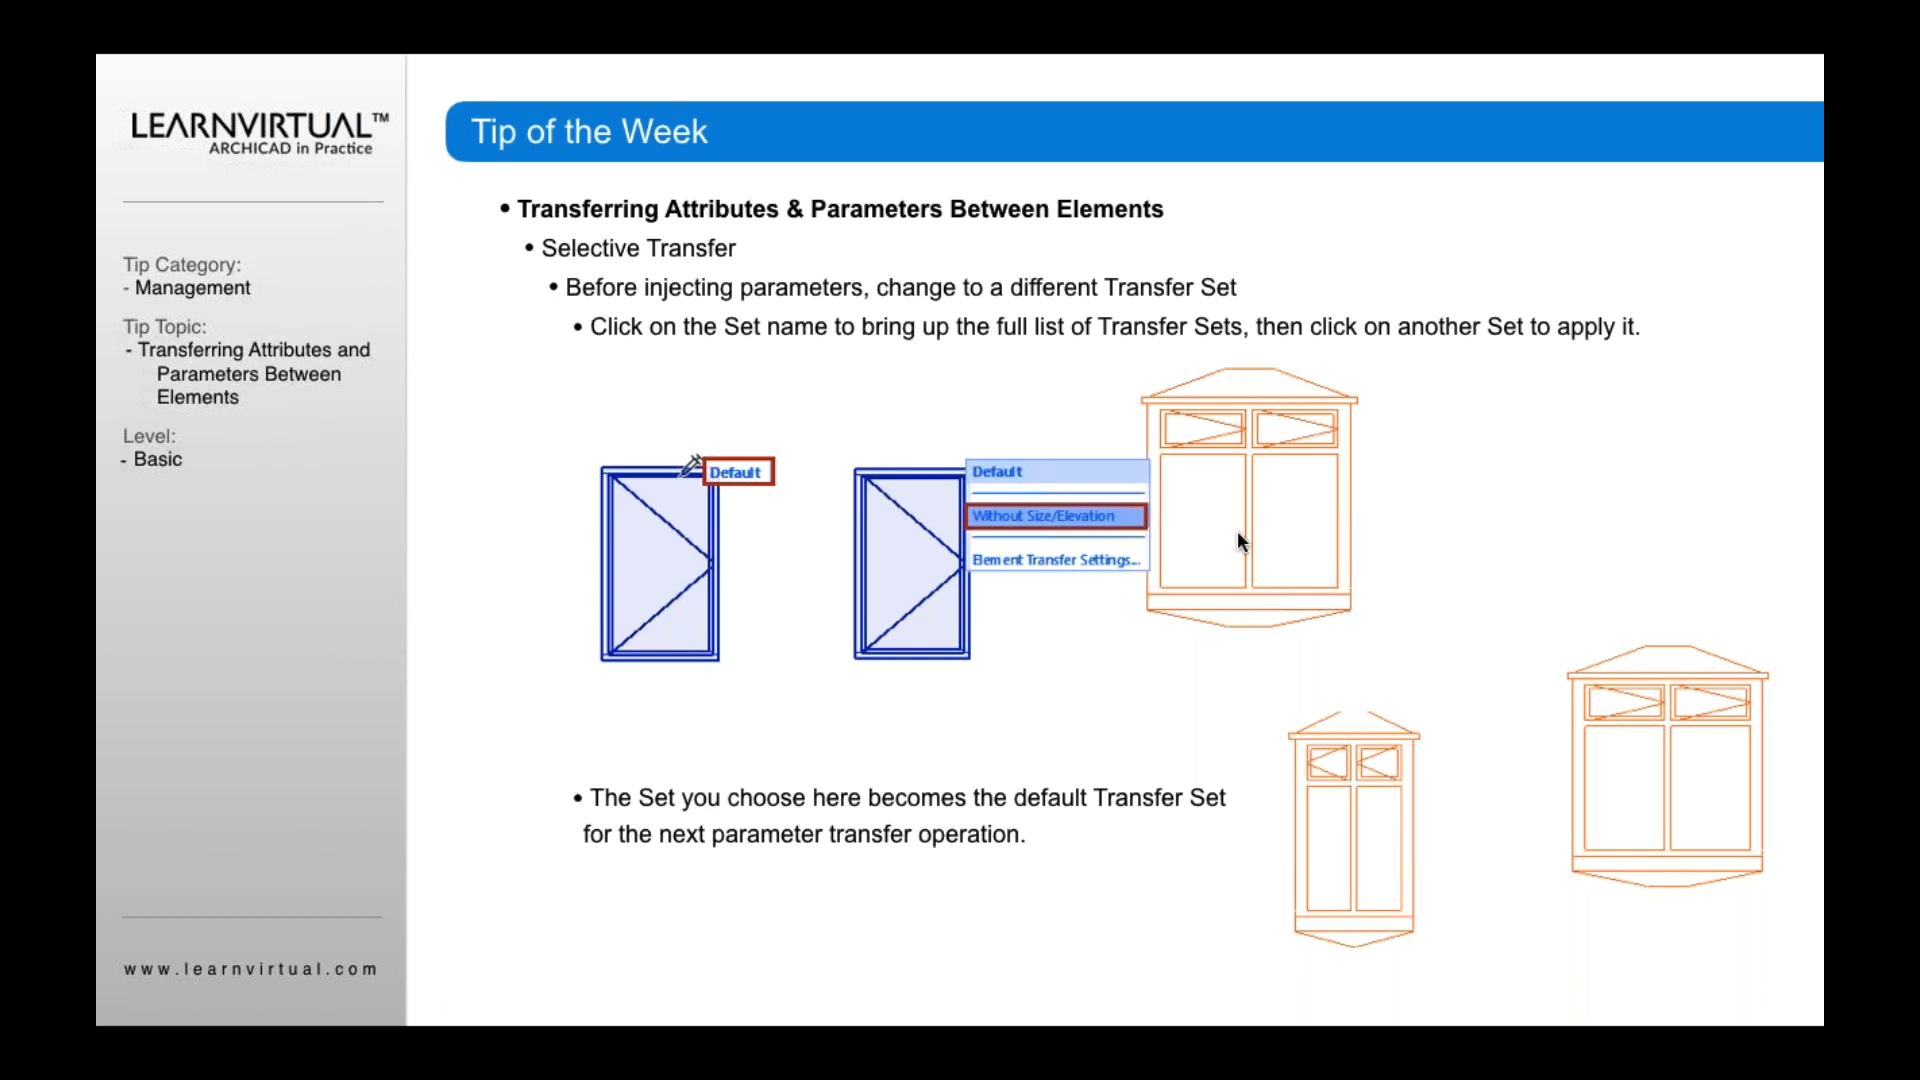 LEARNVIRTUAL™
ARCHICAD in Practice
Tip Category:
- Management
Tip Topic:
- Transferring Attributes and
Parameters Between
Elements
Level:
- Basic
www.learnvirtual.com
Tip of the Week
• Transferring Attributes & Parameters Between Elements
• Selective Transfer
• Before injecting parameters, change to a different Transfer Set
• Click on the Set name to bring up the full list of Transfer Sets, then click on another Set to apply it.
Default
Default
Without Size/Elevation
Element Transfer Settings...
• The Set you choose here becomes the default Transfer Set
for the next parameter transfer operation.